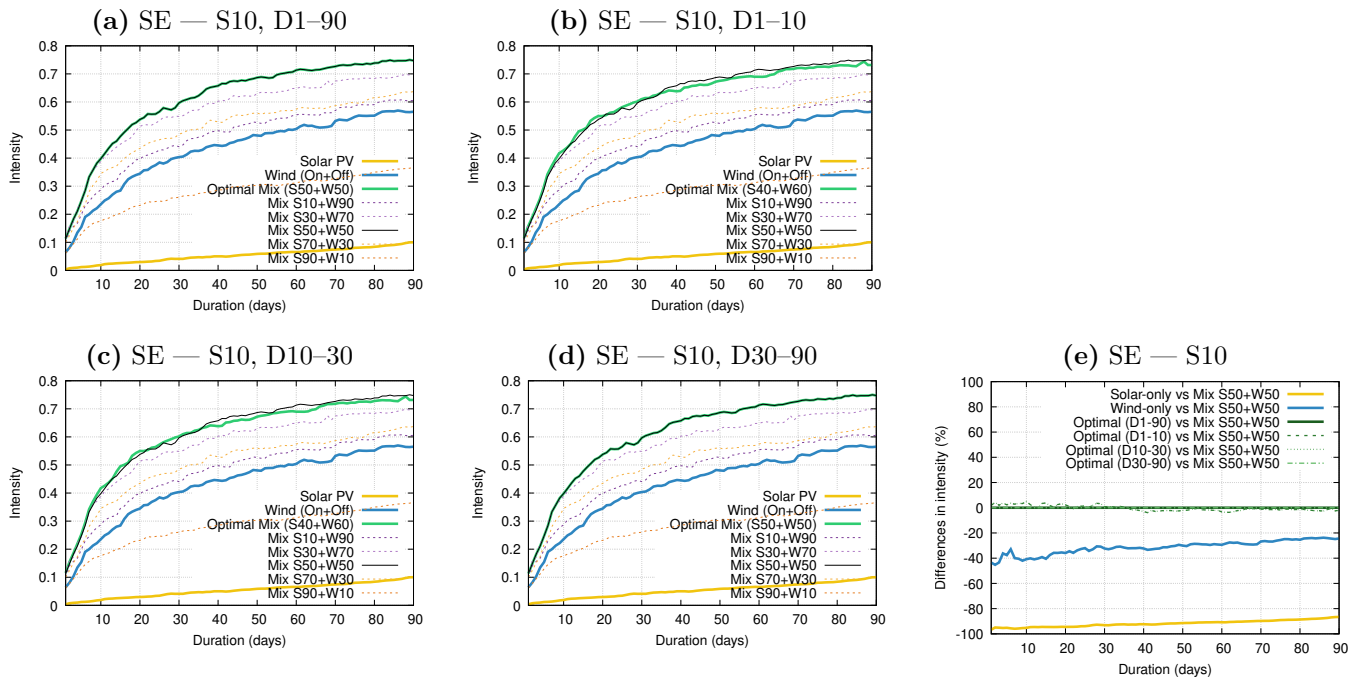 (a) SE — S10, D1–90
0.8
0.7
0.6
0.5
0.4
0.3
0.2
0.1
0
Intensity
Solar PV
Wind (On+Off)
Optimal Mix (S50+W50)
Mix S10+W90
Mix S30+W70
Mix S50+W50
Mix S70+W30
Mix S90+W10
10 20 30 40 50 60 70 80 90
Duration (days)
(b) SE — S10, D1–10
0.8
0.7
0.6
0.5
0.4
0.3
0.2
0.1
0
Intensity
Solar PV
Wind (On+Off)
Optimal Mix (S40+W60)
Mix S10+W90
Mix S30+W70
Mix S50+W50
Mix S70+W30
Mix S90+W10
10 20 30 40 50 60 70 80 90
Duration (days)
(c) SE — S10, D10–30
0.8
0.7
0.6
0.5
0.4
0.3
0.2
0.1
0
Intensity
Solar PV
Wind (On+Off)
Optimal Mix (S40+W60)
Mix S10+W90
Mix S30+W70
Mix S50+W50
Mix S70+W30
Mix S90+W10
10 20 30 40 50 60 70 80 90
Duration (days)
(d) SE — S10, D30–90
0.8
0.7
0.6
0.5
0.4
0.3
0.2
0.1
0
Intensity
Solar PV
Wind (On+Off)
Optimal Mix (S50+W50)
Mix S10+W90
Mix S30+W70
Mix S50+W50
Mix S70+W30
Mix S90+W10
10 20 30 40 50 60 70 80 90
Duration (days)
(e) SE — S10
100
80
60
40
20
0
-20
-40
-60
-80
-100
Differences in intensity (%)
Solar-only vs Mix S50+W50
Wind-only vs Mix S50+W50
Optimal (D1-90) vs Mix S50+W50
Optimal (D1-10) vs Mix S50+W50
Optimal (D10-30) vs Mix S50+W50
Optimal (D30-90) vs Mix S50+W50
10 20 30 40 50 60 70 80 90
Duration (days)